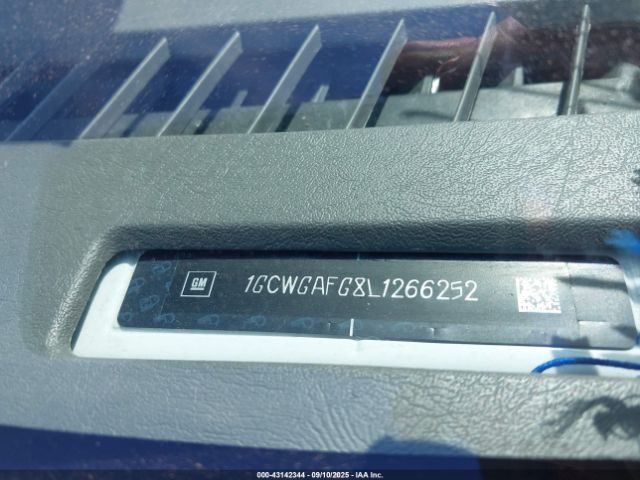 GM
1GCWGAFG8L1266252
000-43142344 | 09/10/2025 | IAA Inc.